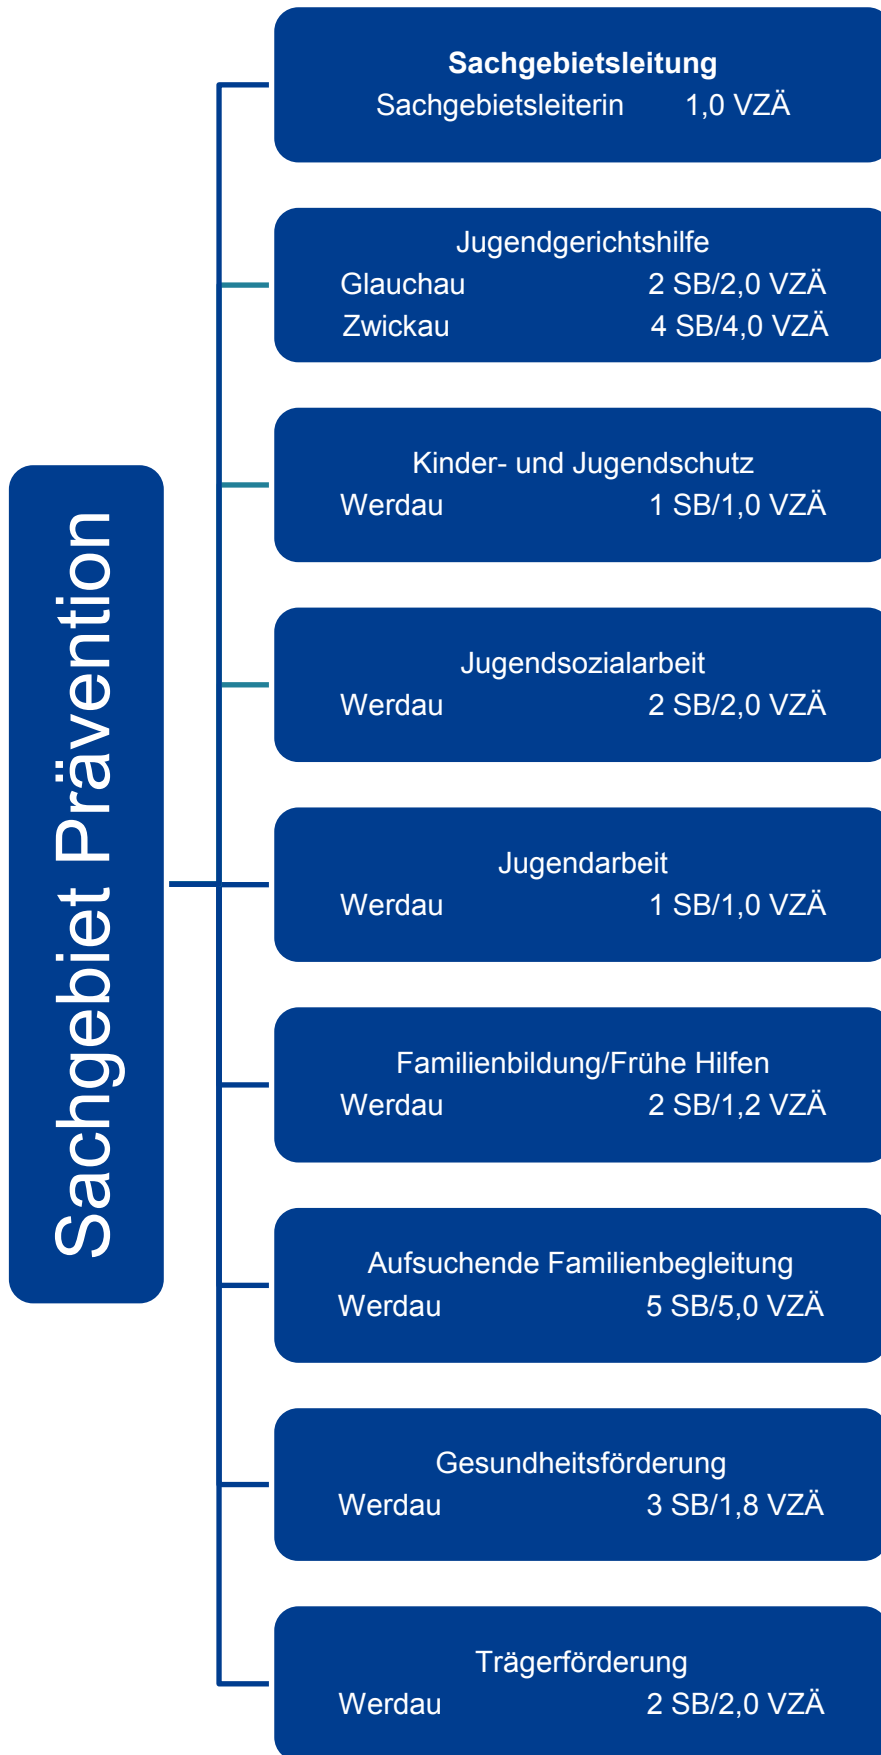 Sachgebiet Prävention
Sachgebietsleitung
Sachgebietsleiterin 1,0 VZÄ
Jugendgerichtshilfe
Glauchau 2 SB/2,0 VZÄ
Zwickau 4 SB/4,0 VZÄ
Kinder- und Jugendschutz
Werdau 1 SB/1,0 VZÄ
Jugendsozialarbeit
Werdau 2 SB/2,0 VZÄ
Jugendarbeit
Werdau 1 SB/1,0 VZÄ
Familienbildung/Frühe Hilfen
Werdau 2 SB/1,2 VZÄ
Aufsuchende Familienbegleitung
Werdau 5 SB/5,0 VZÄ
Gesundheitsförderung
Werdau 3 SB/1,8 VZÄ
Trägerförderung
Werdau 2 SB/2,0 VZÄ